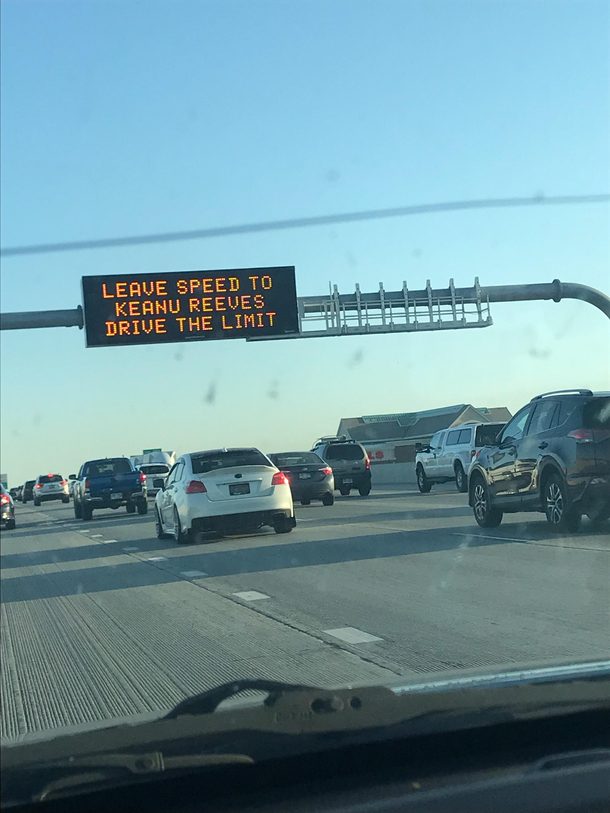 LEAVE SPEED TO
KEANU REEVES
DRIVE THE LIMIT